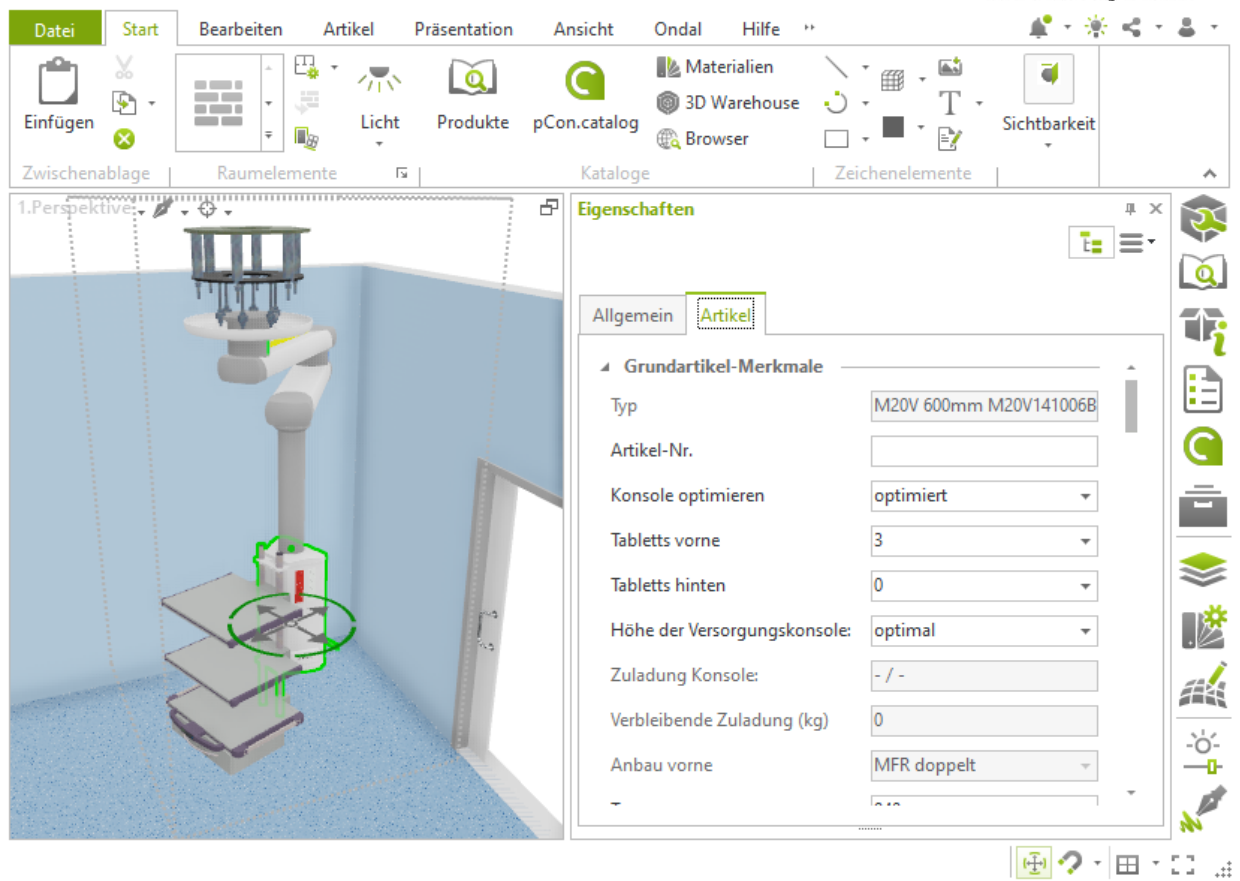 Datei Start Bearbeiten Artikel Präsentation Ansicht Ondal Hilfe
Einfügen
Licht
Produkte
pCon.catalog
Materialien
3D Warehouse
Browser
Sichtbarkeit
Zwischenablage Raumelemente Kataloge Zeichenelemente
1.Perspektive
Eigenschaften
Allgemein Artikel
Grundartikel-Merkmale
Typ M20V 600mm M20V141006B
Artikel-Nr.
Konsole optimieren optimiert
Tabletts vorne 3
Tabletts hinten 0
Höhe der Versorgungskonsole: optimal
Zuladung Konsole: - / -
Verbleibende Zuladung (kg) 0
Anbau vorne MFR doppelt